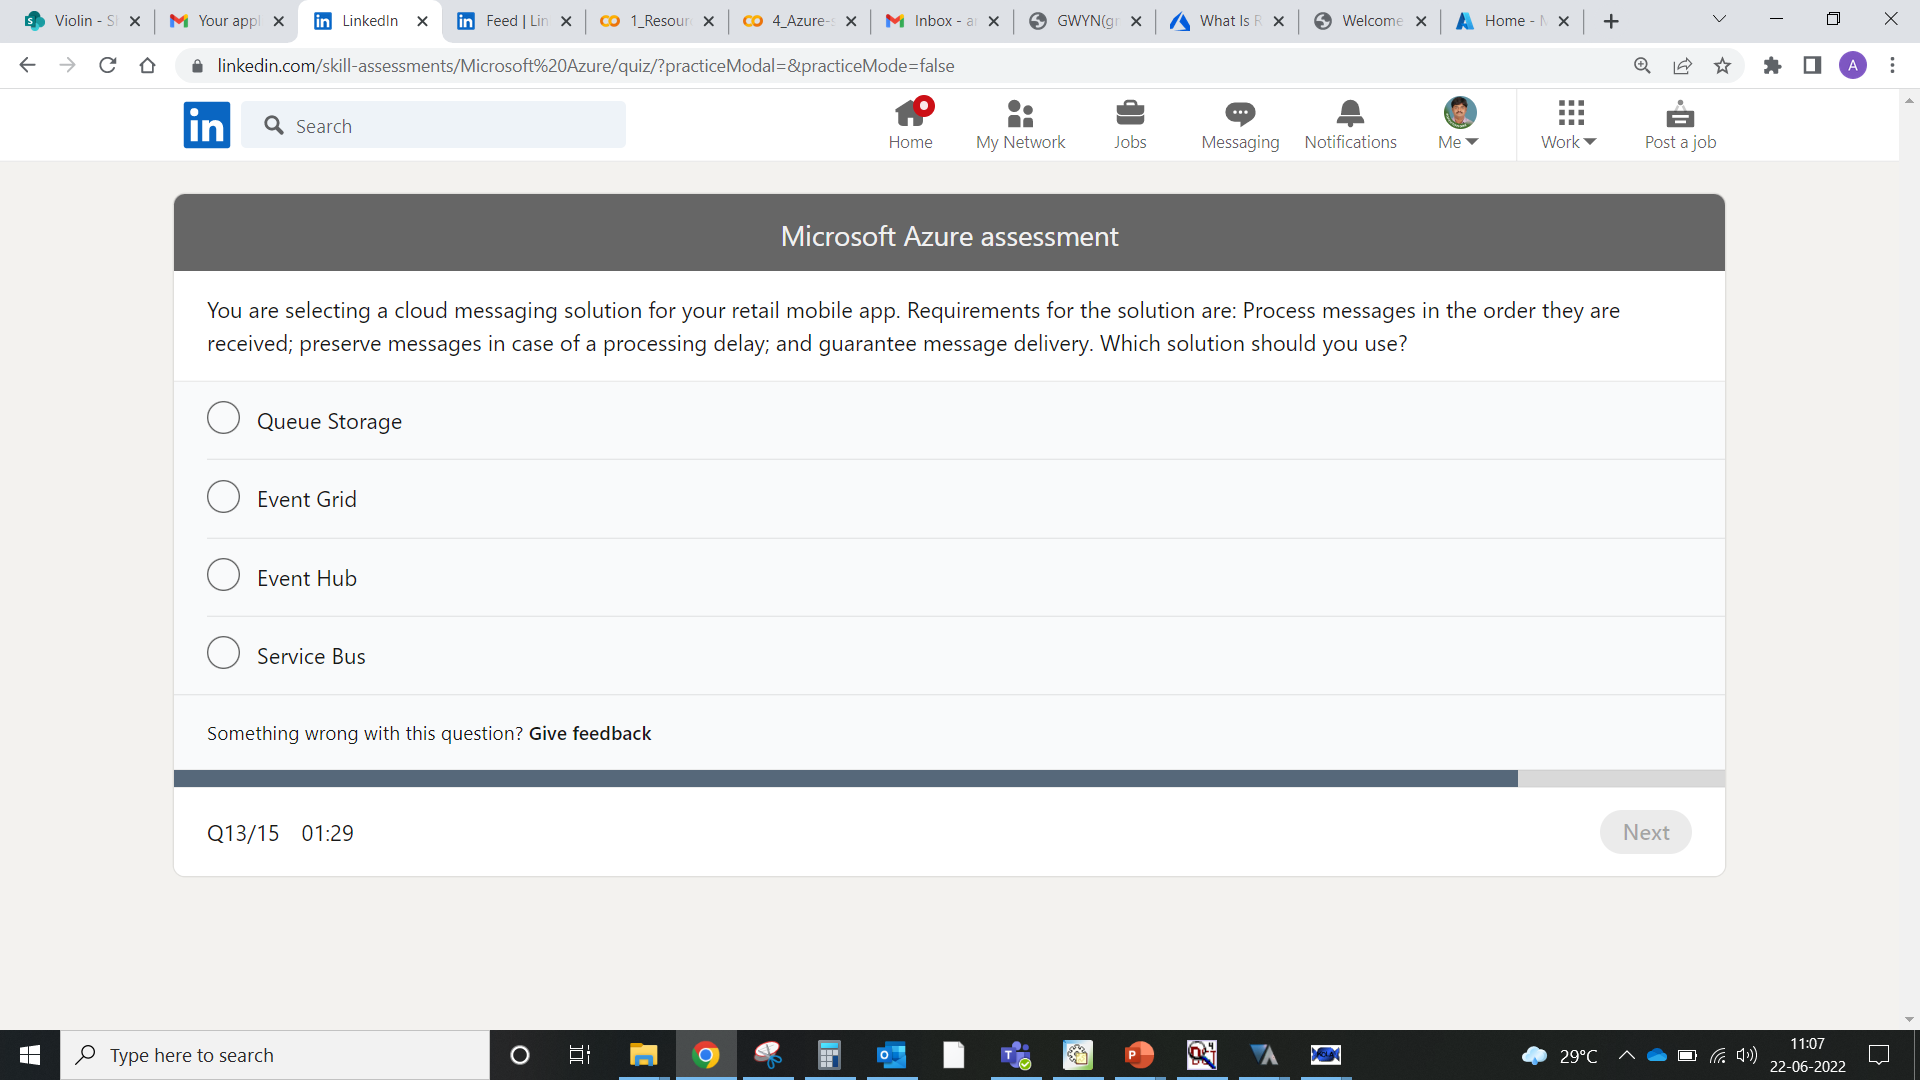 Violin - S
Your appl
LinkedIn
Feed | Lin
1_Resour
4_Azure-s
Inbox - a
GWYN(gr
What Is R
Welcome
Home - M
linkedin.com/skill-assessments/Microsoft%20Azure/quiz/?practiceModal=&practiceMode=false
A
in
Search
Home
My Network
Jobs
Messaging
Notifications
Me
Work
Post a job
Microsoft Azure assessment
You are selecting a cloud messaging solution for your retail mobile app. Requirements for the solution are: Process messages in the order they are
received; preserve messages in case of a processing delay; and guarantee message delivery. Which solution should you use?
Queue Storage
Event Grid
Event Hub
Service Bus
Something wrong with this question? Give feedback
Q13/15 01:29
Next
Type here to search
29°C
11:07
22-06-2022